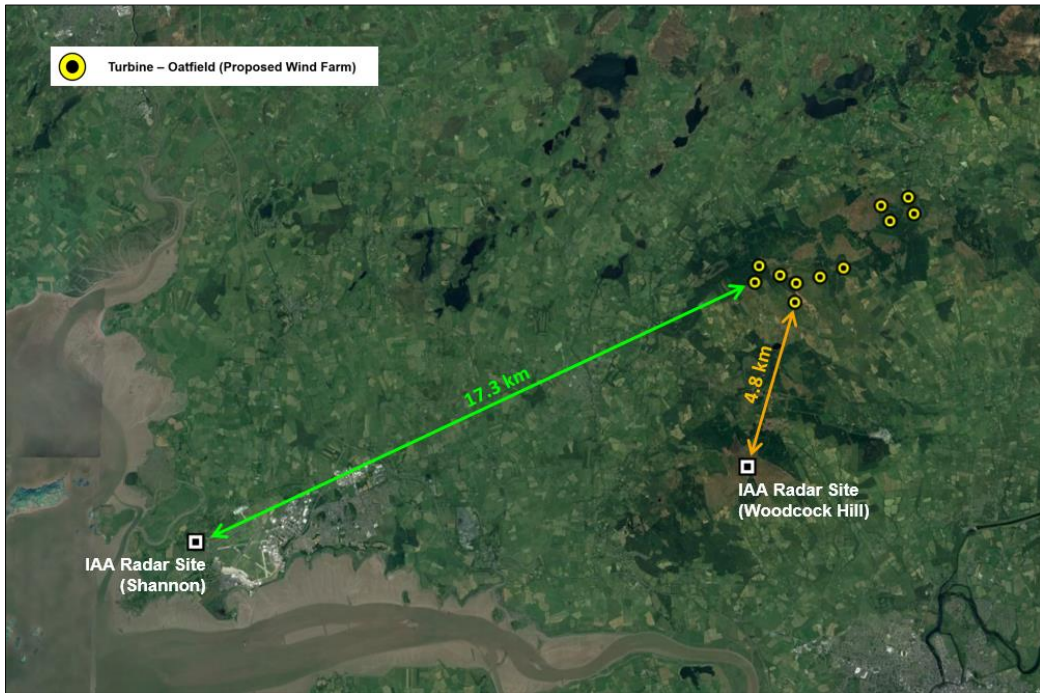 Turbine – Oatfield (Proposed Wind Farm)
17.3 km
4.8 km
IAA Radar Site
(Woodcock Hill)
IAA Radar Site
(Shannon)